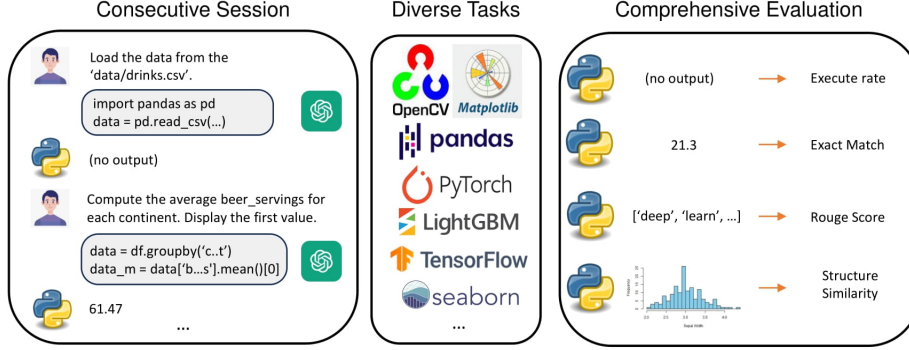 Consecutive Session
Load the data from the
‘data/drinks.csv’.
import pandas as pd
data = pd.read_csv(…)
(no output)
Compute the average beer_servings for
each continent. Display the first value.
data = df.groupby(‘c..t’)
data_m = data[‘b...s’].mean()[0]
61.47
...
Diverse Tasks
OpenCV
Matplotlib
pandas
PyTorch
LightGBM
TensorFlow
seaborn
...
Comprehensive Evaluation
(no output)
Execute rate
21.3
Exact Match
[‘deep’, ‘learn’, …]
Rouge Score
Structure
Similarity